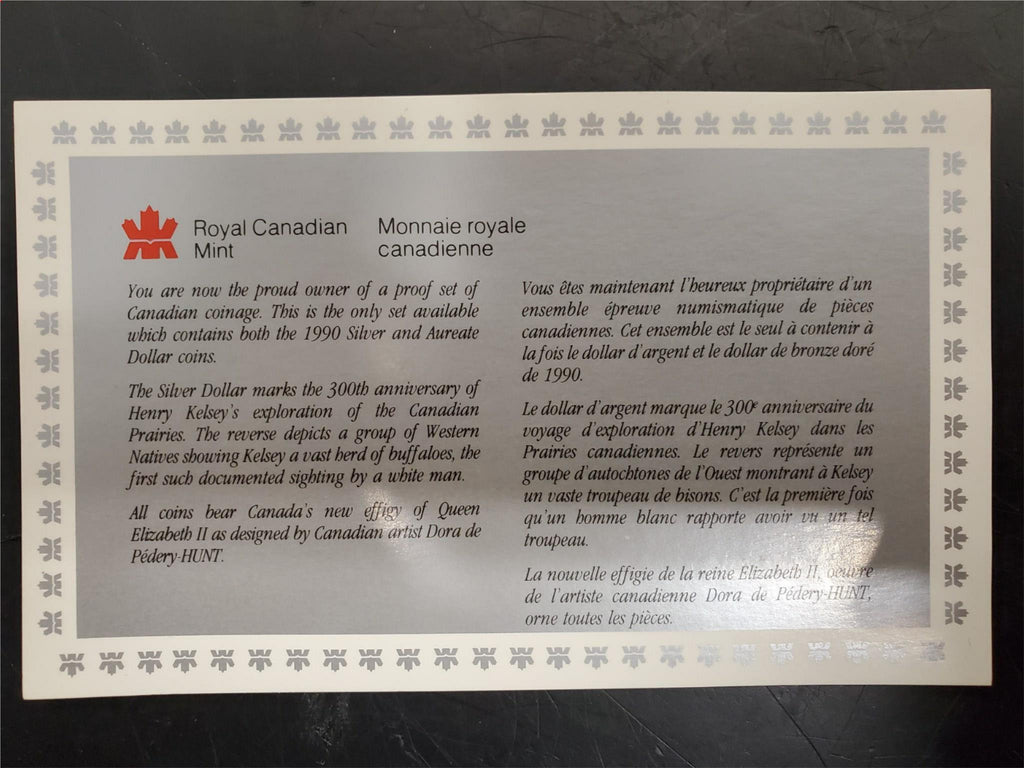 Royal Canadian
Mint
Monnaie royale
canadienne
You are now the proud owner of a proof set of
Canadian coinage. This is the only set available
which contains both the 1990 Silver and Aureate
Dollar coins.
The Silver Dollar marks the 300th anniversary of
Henry Kelsey's exploration of the Canadian
Prairies. The reverse depicts a group of Western
Natives showing Kelsey a vast herd of buffaloes, the
first such documented sighting by a white man.
All coins bear Canada's new effigy of Queen
Elizabeth II as designed by Canadian artist Dora de
Pédery-HUNT.
Vous êtes maintenant l'heureux propriétaire d'un
ensemble épreuve numismatique de pièces
canadiennes. Cet ensemble est le seul à contenir à
la fois le dollar d'argent et le dollar de bronze doré
de 1990.
Le dollar d'argent marque le 300e anniversaire du
voyage d'exploration d'Henry Kelsey dans les
Prairies canadiennes. Le revers représente un
groupe d'autochtones de l'Ouest montrant à Kelsey
un vaste troupeau de bisons. C'est la première fois
qu'un homme blanc rapporte avoir vu un tel
troupeau.
La nouvelle effigie de la reine Elizabeth II, oeuvre
de l'artiste canadienne Dora de Pédery-HUNT,
orne toutes les pièces.